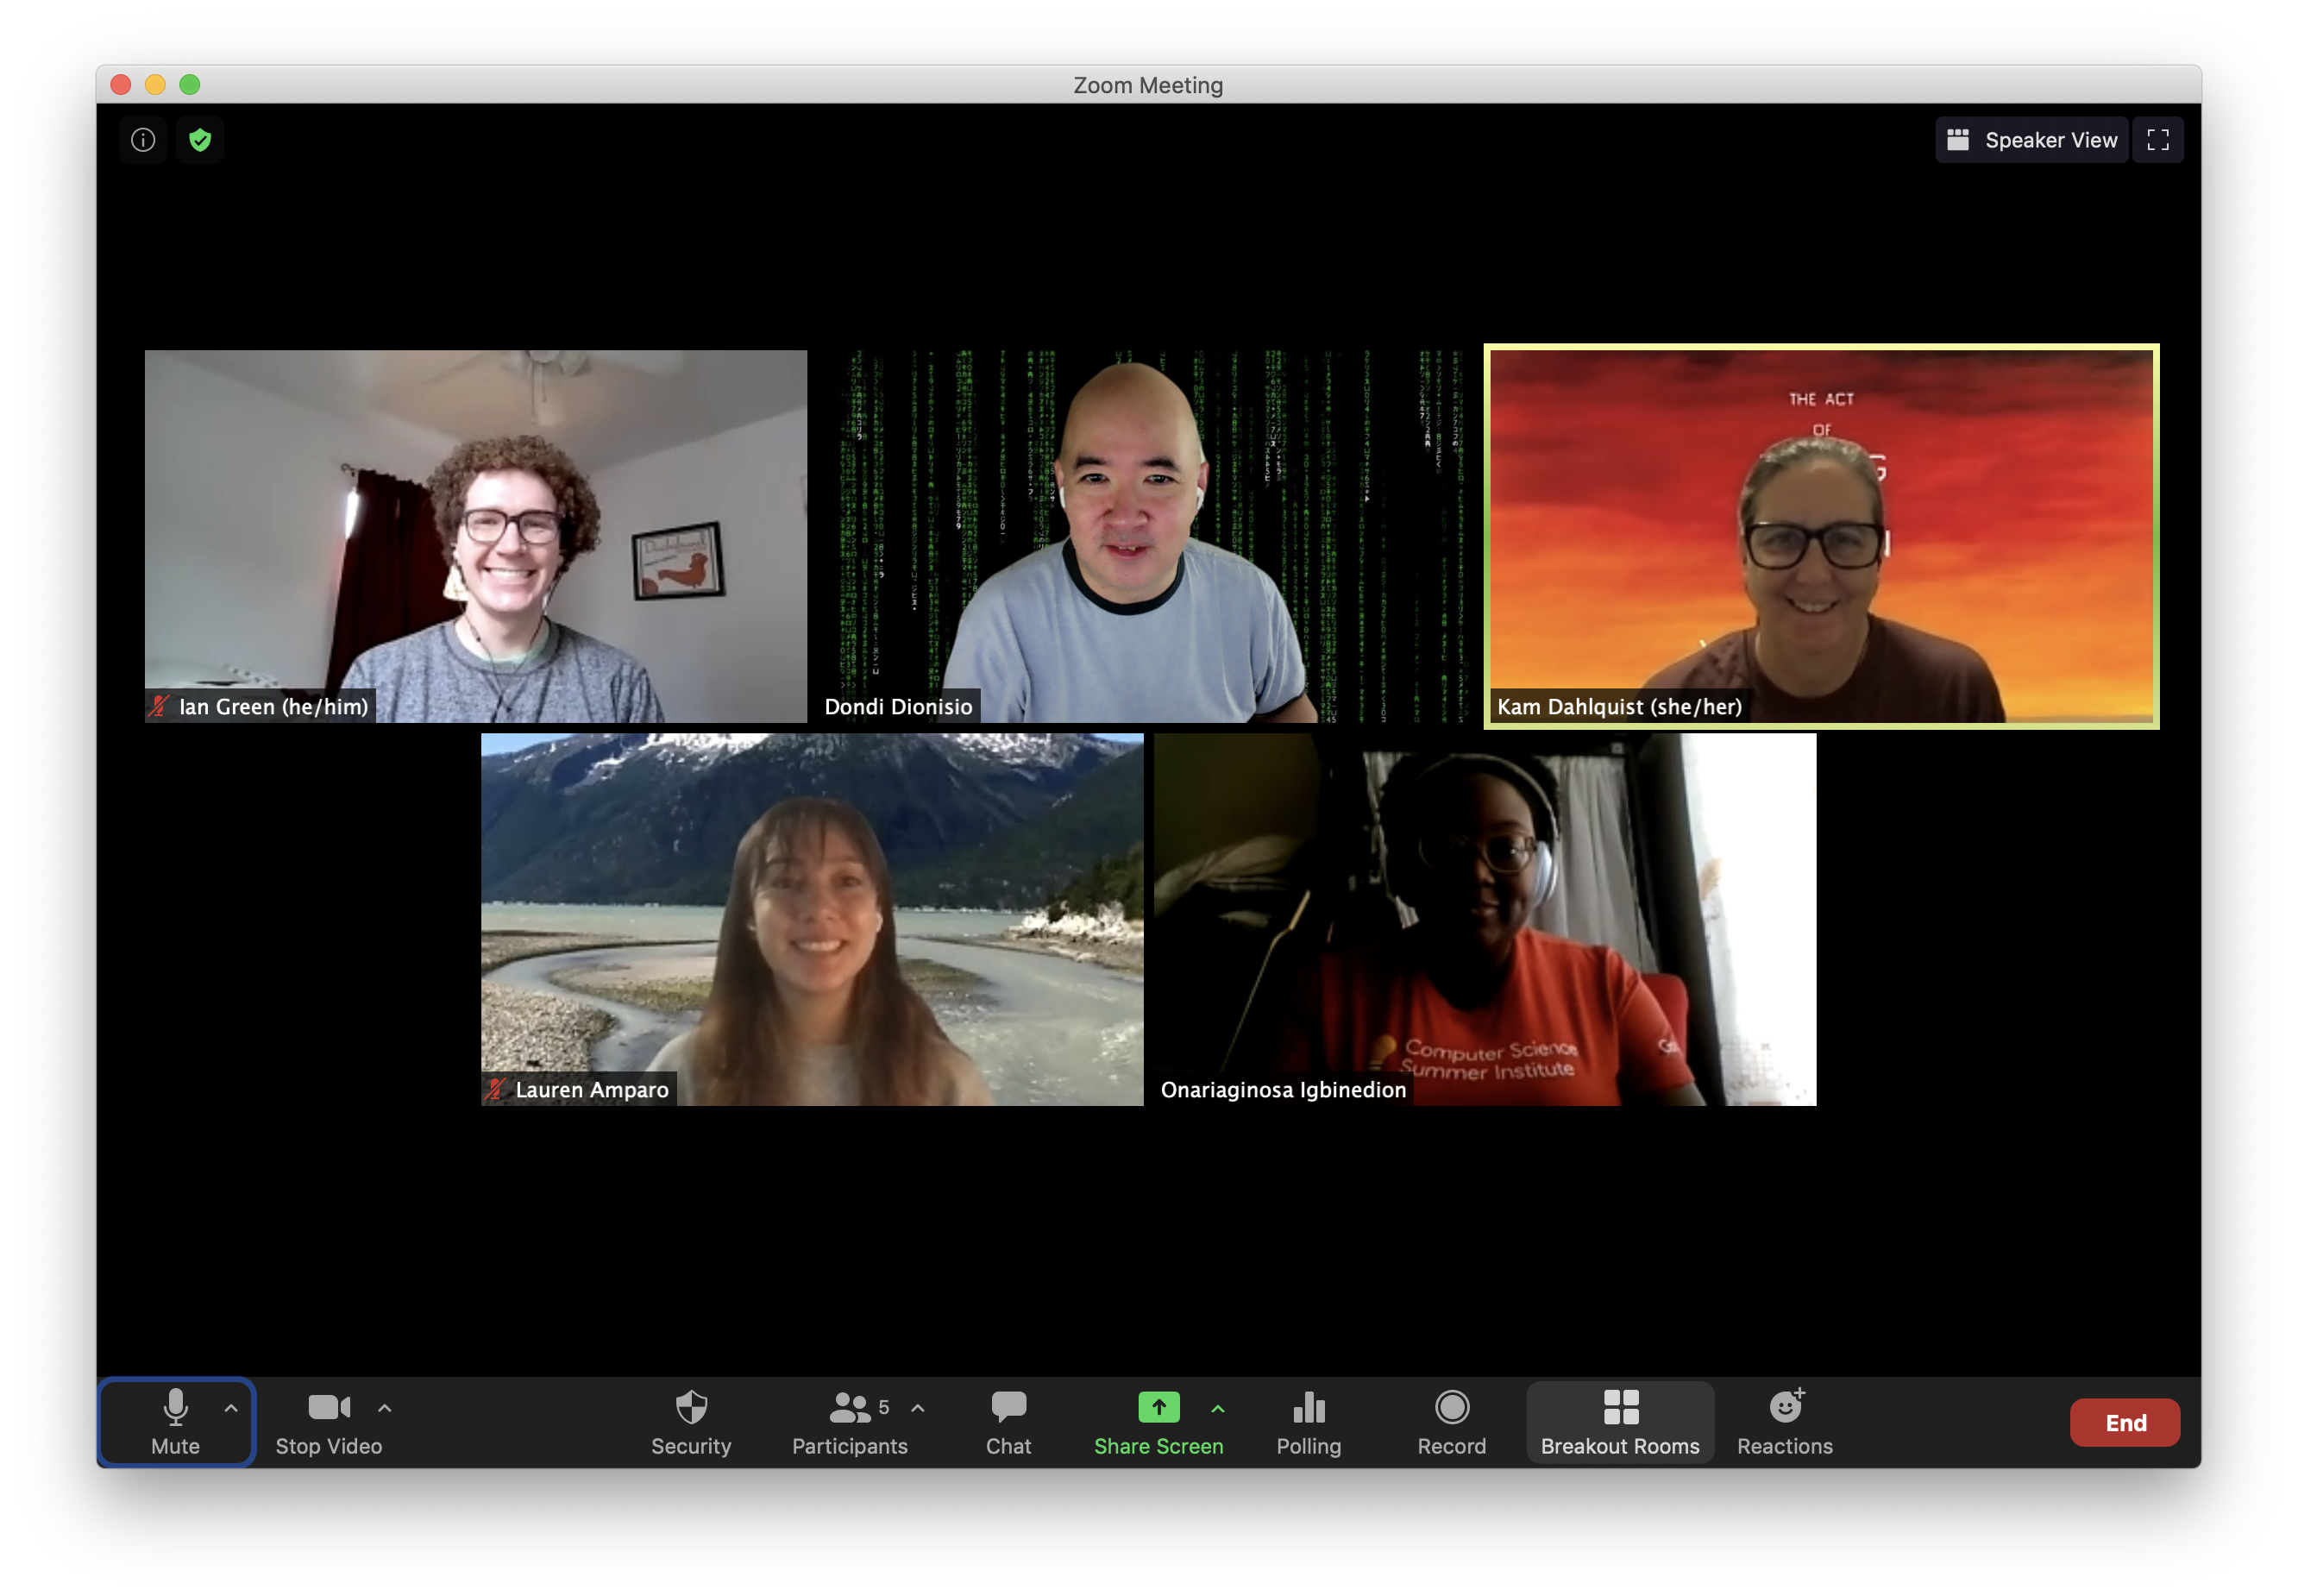 Zoom Meeting
Speaker View
THE ACT
OF
Ian Green (he/him)
Dondi Dionisio
Kam Dahlquist (she/her)
Computer Science
Summer Institute
Lauren Amparo
Onariaginosa Igbinedion
5
Mute
Stop Video
Security
Participants
Chat
Share Screen
Polling
Record
Breakout Rooms
Reactions
End